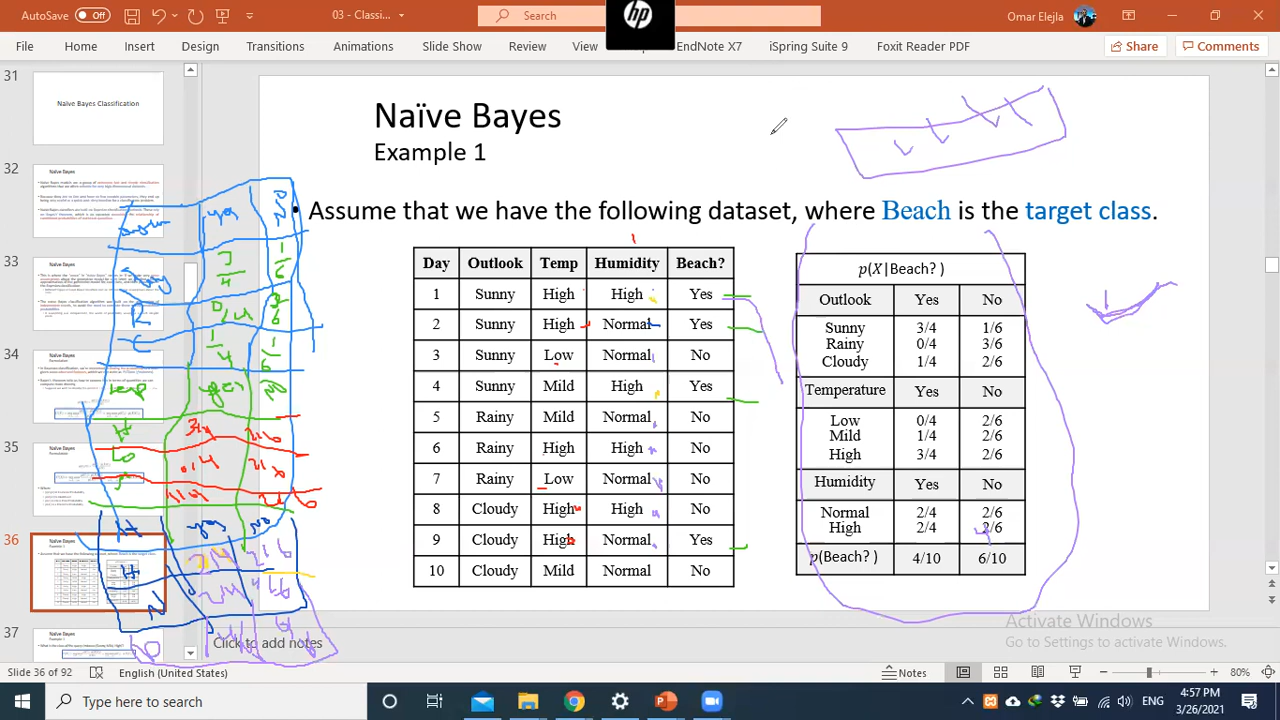 AutoSave Off 03 - Classi... Search Omar Elejla
File Home Insert Design Transitions Animations Slide Show Review View EndNote X7 iSpring Suite 9 Foxit Reader PDF Share Comments
31
Naïve Bayes Classification
32
33
34
35
36
37
Naïve Bayes
Example 1
• Assume that we have the following dataset, where Beach is the target class.
Day Outlook Temp Humidity Beach?
1 Sunny High High Yes
2 Sunny High Normal Yes
3 Sunny Low Normal No
4 Sunny Mild High Yes
5 Rainy Mild Normal No
6 Rainy High High No
7 Rainy Low Normal No
8 Cloudy High High No
9 Cloudy High Normal Yes
10 Cloudy Mild Normal No
p(X|Beach? )
Outlook Yes No
Sunny 3/4 1/6
Rainy 0/4 3/6
Cloudy 1/4 2/6
Temperature Yes No
Low 0/4 2/6
Mild 1/4 2/6
High 3/4 2/6
Humidity Yes No
Normal 2/4 4/6
High 2/4 2/6
p(Beach? ) 4/10 6/10
Activate Windows
Go to Settings to activate Windows.
Click to add notes
Slide 36 of 92 English (United States) Notes 80%
Type here to search ENG 4:57 PM
3/26/2021